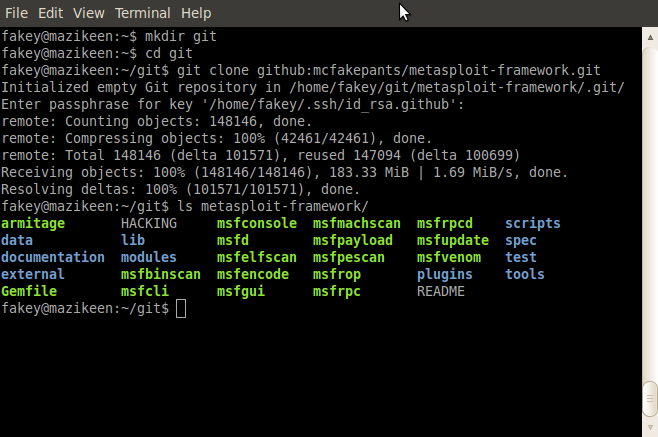 File Edit View Terminal Help
fakey@mazikeen:~$ mkdir git
fakey@mazikeen:~$ cd git
fakey@mazikeen:~/git$ git clone github:mcfakepants/metasploit-framework.git
Initialized empty Git repository in /home/fakey/git/metasploit-framework/.git/
Enter passphrase for key '/home/fakey/.ssh/id_rsa.github':
remote: Counting objects: 148146, done.
remote: Compressing objects: 100% (42461/42461), done.
remote: Total 148146 (delta 101571), reused 147094 (delta 100699)
Receiving objects: 100% (148146/148146), 183.33 MiB | 1.69 MiB/s, done.
Resolving deltas: 100% (101571/101571), done.
fakey@mazikeen:~/git$ ls metasploit-framework/
armitage HACKING msfconsole msfmachscan msfrpcd scripts
data lib msfd msfpayload msfupdate spec
documentation modules msfelfscan msfpescan msfvenom test
external msfbinscan msfencode msfrop plugins tools
Gemfile msfcli msfgui msfrpc README
fakey@mazikeen:~/git$